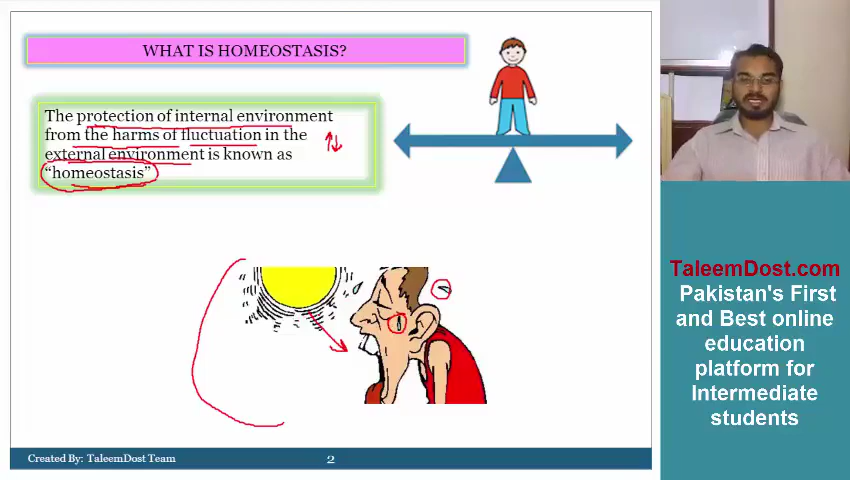 WHAT IS HOMEOSTASIS?
The protection of internal environment
from the harms of fluctuation in the
external environment is known as
“homeostasis”
TaleemDost.com
Pakistan's First
and Best online
education
platform for
Intermediate
students
Created By: TaleemDost Team
2